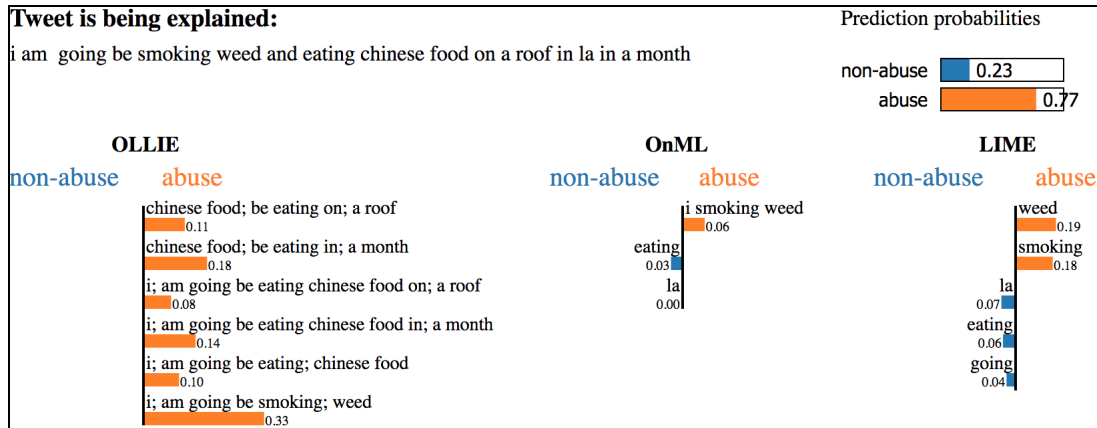 Tweet is being explained:
i am  going be smoking weed and eating chinese food on a roof in la in a month
Prediction probabilities
non-abuse 0.23
abuse 0.77
OLLIE
non-abuse abuse
chinese food; be eating on; a roof
0.11
chinese food; be eating in; a month
0.18
i; am going be eating chinese food on; a roof
0.08
i; am going be eating chinese food in; a month
0.14
i; am going be eating; chinese food
0.10
i; am going be smoking; weed
0.33
OnML
non-abuse abuse
i smoking weed
0.06
eating
0.03
la
0.00
LIME
non-abuse abuse
weed
0.19
smoking
0.18
la
0.07
eating
0.06
going
0.04